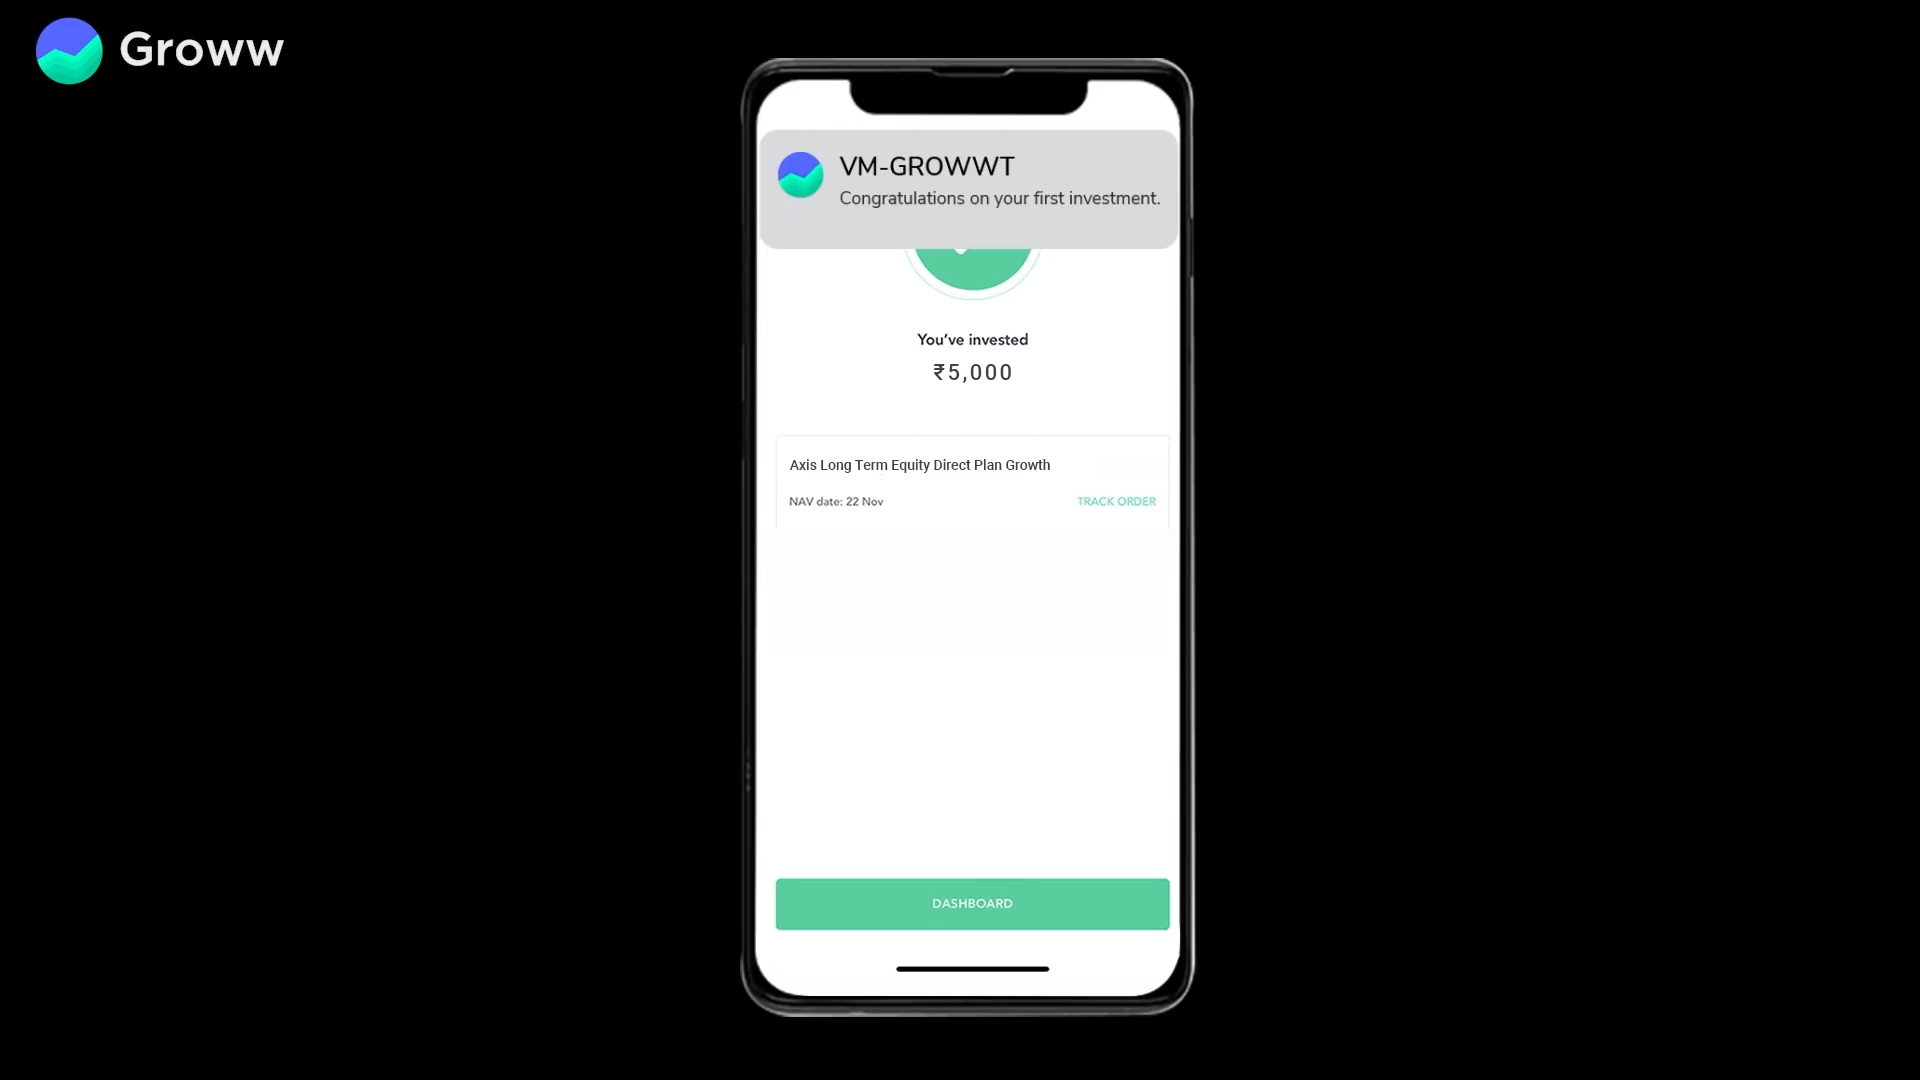 Groww
VM-GROWWT
Congratulations on your first investment.
You’ve invested
₹5,000
Axis Long Term Equity Direct Plan Growth
NAV date: 22 Nov
TRACK ORDER
DASHBOARD